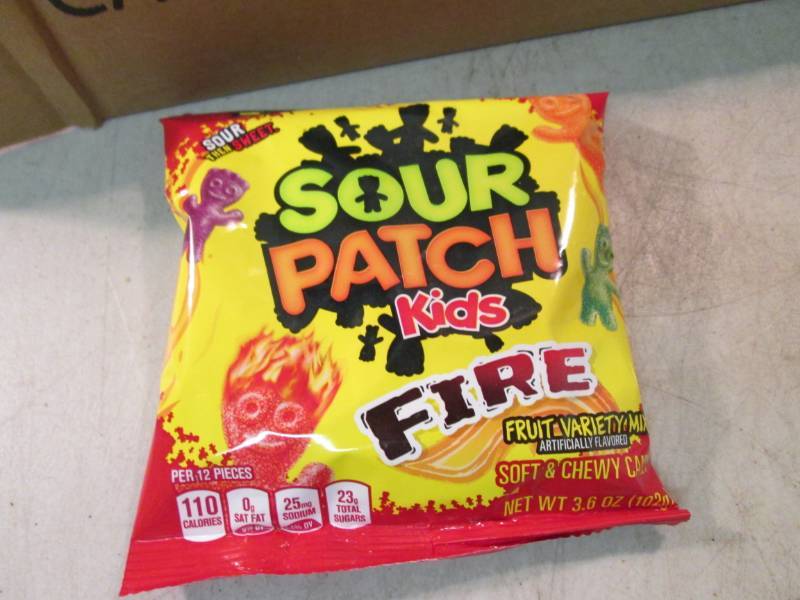 SOUR
THEN SWEET
SOUR
PATCH
Kids
FIRE
FRUIT VARIETY MIX
ARTIFICIALLY FLAVORED
SOFT & CHEWY
NET WT 3.6 OZ (102g)
PER 12 PIECES
110 CALORIES
0g SAT FAT
25mg SODIUM
23g TOTAL SUGARS